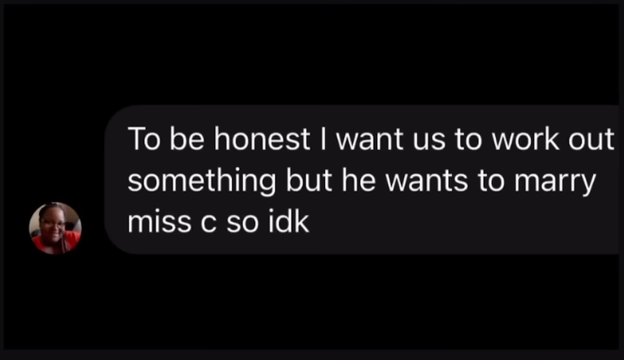 To be honest I want us to work out
something but he wants to marry
miss c so idk